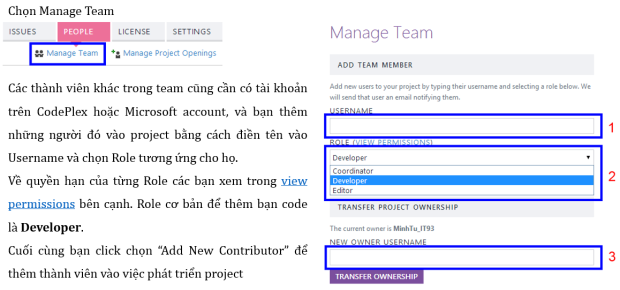 Chọn Manage Team
ISSUES PEOPLE LICENSE SETTINGS
Manage Team Manage Project Openings
Các thành viên khác trong team cũng cần có tài khoản
trên CodePlex hoặc Microsoft account, và bạn thêm
những người đó vào project bằng cách điền tên vào
Username và chọn Role tương ứng cho họ.
Về quyền hạn của từng Role các bạn xem trong view
permissions bên cạnh. Role cơ bản để thêm bạn code
là Developer.
Cuối cùng bạn click chọn “Add New Contributor” để
thêm thành viên vào việc phát triển project
Manage Team
ADD TEAM MEMBER
Add new users to your project by typing their username and selecting a role below. We
will send that user an email notifying them.
USERNAME
1
ROLE (VIEW PERMISSIONS)
Developer
Coordinator
Developer
Editor
2
TRANSFER PROJECT OWNERSHIP
The current owner is MinhTu_IT93
NEW OWNER USERNAME
3
TRANSFER OWNERSHIP